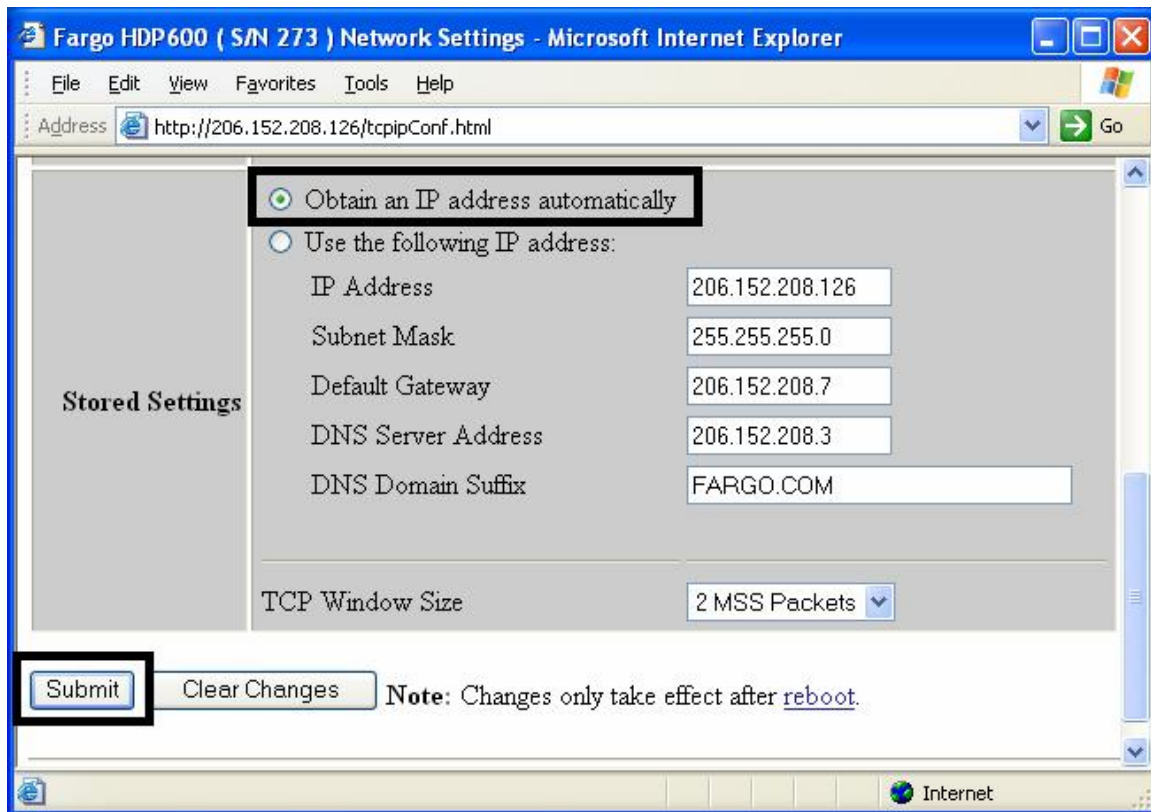 Fargo HDP600 ( S/N 273 ) Network Settings - Microsoft Internet Explorer
File Edit View Favorites Tools Help
Address http://206.152.208.126/tcpipConf.html Go
Obtain an IP address automatically
Use the following IP address:
IP Address 206.152.208.126
Subnet Mask 255.255.255.0
Default Gateway 206.152.208.7
Stored Settings
DNS Server Address 206.152.208.3
DNS Domain Suffix FARGO.COM
TCP Window Size 2 MSS Packets
Submit Clear Changes Note: Changes only take effect after reboot.
Internet